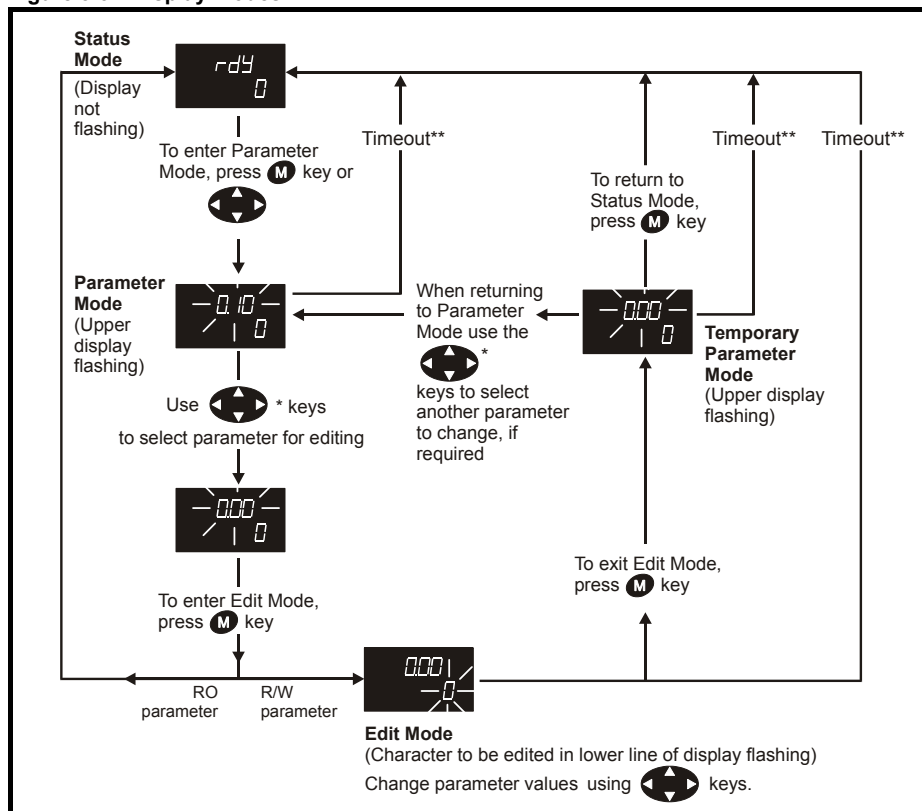 Status
Mode
(Display
not
flashing)
rdy
0
To enter Parameter
Mode, press M key or
Timeout**
Timeout**
Timeout**
To return to
Status Mode,
press M key
Parameter
Mode
(Upper
display
flashing)
0.10
0
When returning
to Parameter
Mode use the
*
keys to select
another parameter
to change, if
required
0.00
0
Temporary
Parameter
Mode
(Upper display
flashing)
Use * keys
to select parameter for editing
0.00
0
To enter Edit Mode,
press M key
To exit Edit Mode,
press M key
RO
parameter
R/W
parameter
0.00
0
Edit Mode
(Character to be edited in lower line of display flashing)
Change parameter values using keys.